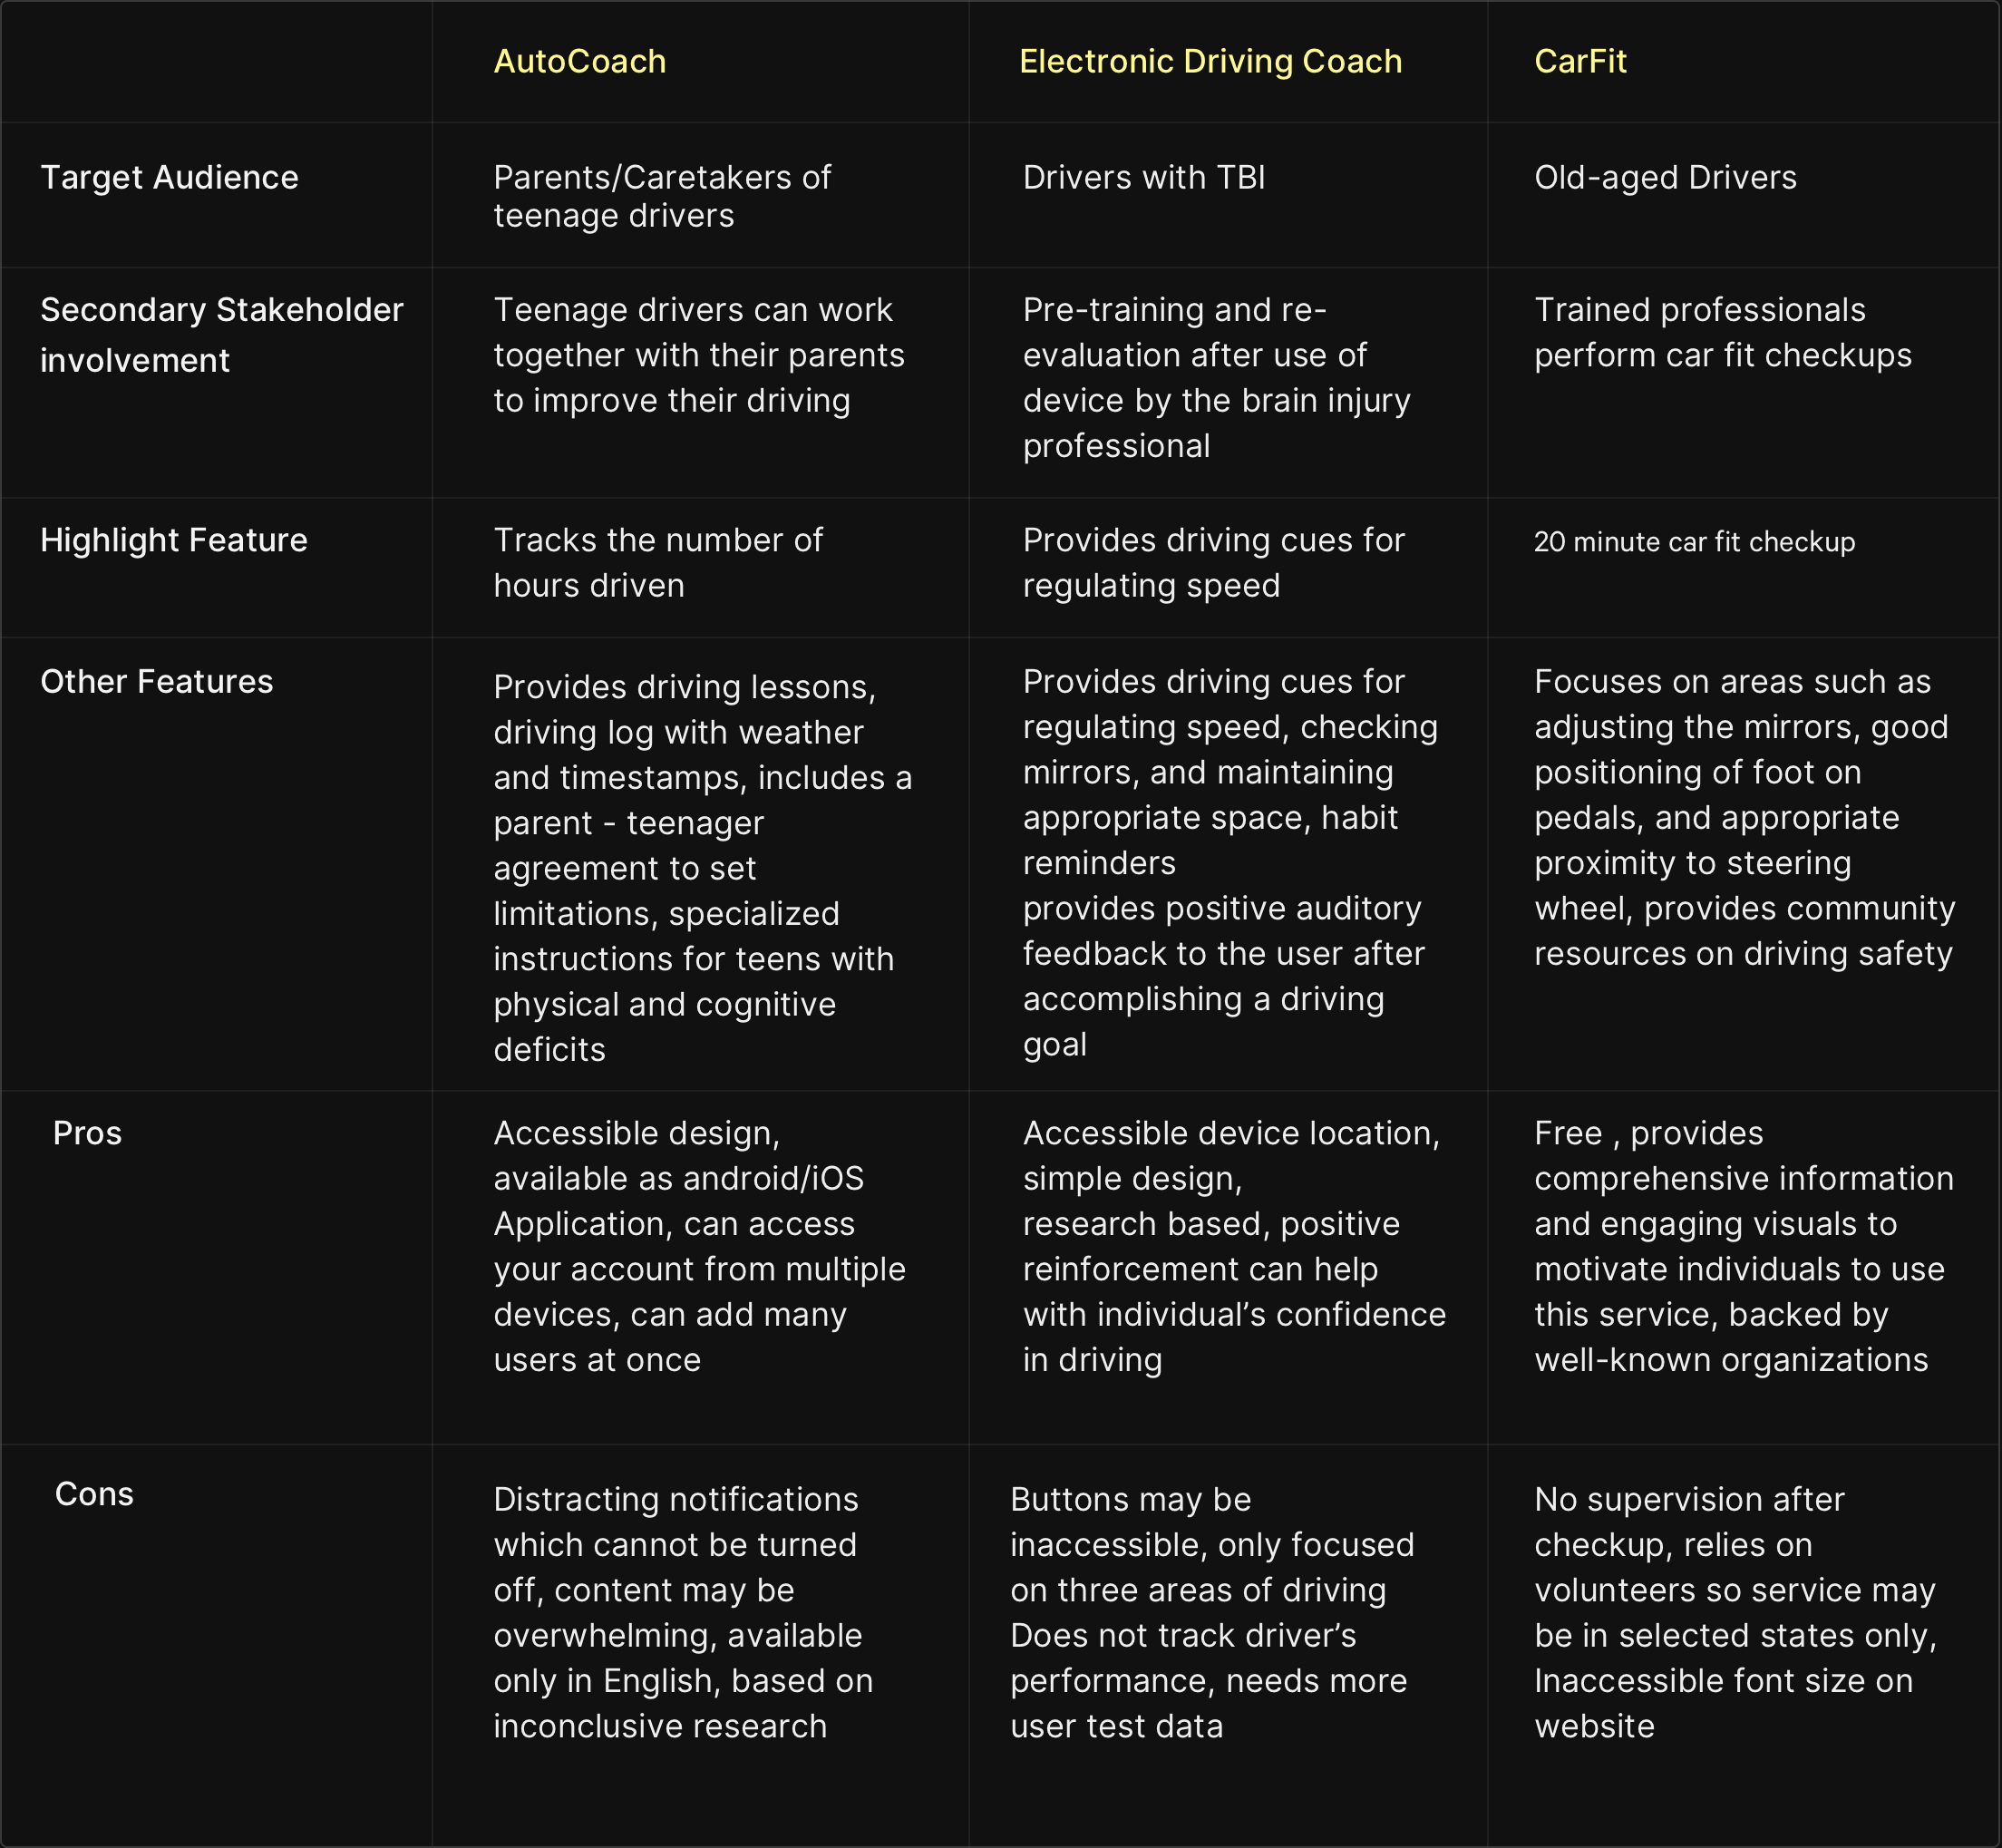 AutoCoach
Electronic Driving Coach
CarFit
Target Audience
Parents/Caretakers of
teenage drivers
Drivers with TBI
Old-aged Drivers
Secondary Stakeholder
involvement
Teenage drivers can work
together with their parents
to improve their driving
Pre-training and re-
evaluation after use of
device by the brain injury
professional
Trained professionals
perform car fit checkups
Highlight Feature
Tracks the number of
hours driven
Provides driving cues for
regulating speed
20 minute car fit checkup
Other Features
Provides driving lessons,
driving log with weather
and timestamps, includes a
parent - teenager
agreement to set
limitations, specialized
instructions for teens with
physical and cognitive
deficits
Provides driving cues for
regulating speed, checking
mirrors, and maintaining
appropriate space, habit
reminders
provides positive auditory
feedback to the user after
accomplishing a driving
goal
Focuses on areas such as
adjusting the mirrors, good
positioning of foot on
pedals, and appropriate
proximity to steering
wheel, provides community
resources on driving safety
Pros
Accessible design,
available as android/iOS
Application, can access
your account from multiple
devices, can add many
users at once
Accessible device location,
simple design,
research based, positive
reinforcement can help
with individual’s confidence
in driving
Free , provides
comprehensive information
and engaging visuals to
motivate individuals to use
this service, backed by
well-known organizations
Cons
Distracting notifications
which cannot be turned
off, content may be
overwhelming, available
only in English, based on
inconclusive research
Buttons may be
inaccessible, only focused
on three areas of driving
Does not track driver’s
performance, needs more
user test data
No supervision after
checkup, relies on
volunteers so service may
be in selected states only,
Inaccessible font size on
website